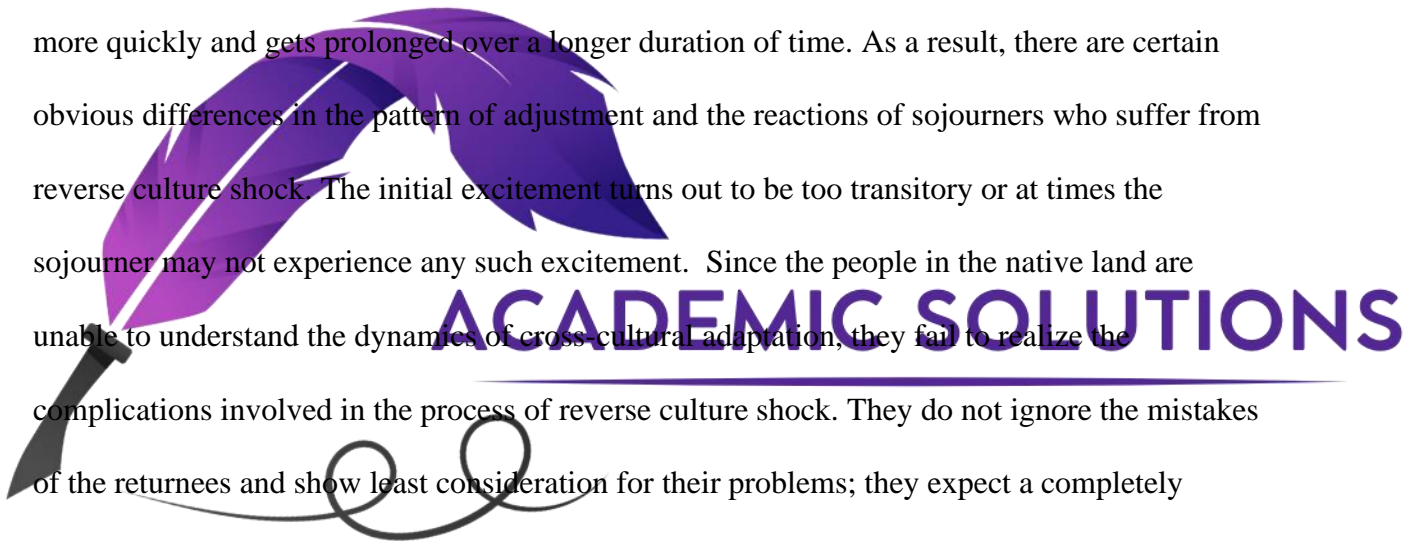 more quickly and gets prolonged over a longer duration of time. As a result, there are certain
obvious differences in the pattern of adjustment and the reactions of sojourners who suffer from
reverse culture shock. The initial excitement turns out to be too transitory or at times the
sojourner may not experience any such excitement.  Since the people in the native land are
ACADEMIC SOLUTIONS
unable to understand the dynamics of cross-cultural adaptation, they fail to realize the
complications involved in the process of reverse culture shock. They do not ignore the mistakes
of the returnees and show least consideration for their problems; they expect a completely